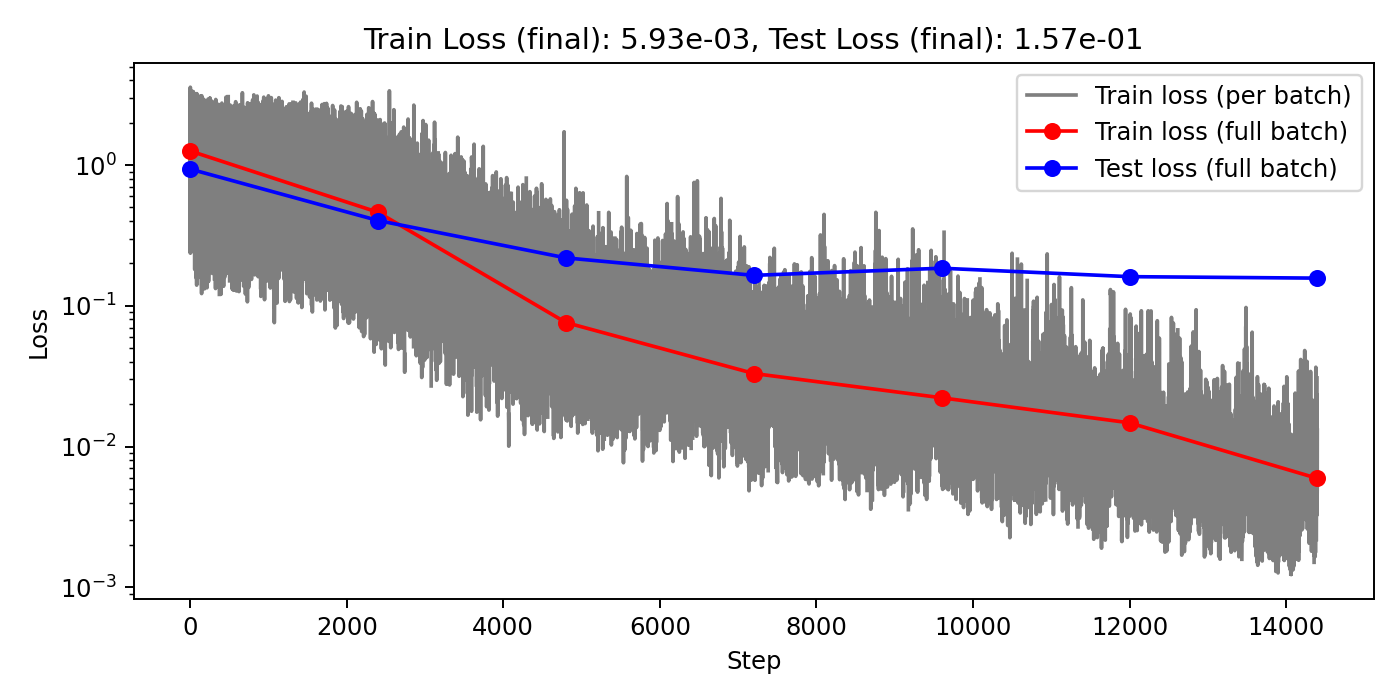 Train Loss (final): 5.93e-03, Test Loss (final): 1.57e-01
Train loss (per batch)
Train loss (full batch)
Test loss (full batch)
Loss
10⁰
10⁻¹
10⁻²
10⁻³
0 2000 4000 6000 8000 10000 12000 14000
Step